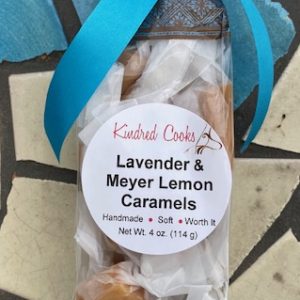 Kindred Cooks
Lavender &
Meyer Lemon
Caramels
Handmade • Soft • Worth It
Net Wt. 4 oz. (114 g)